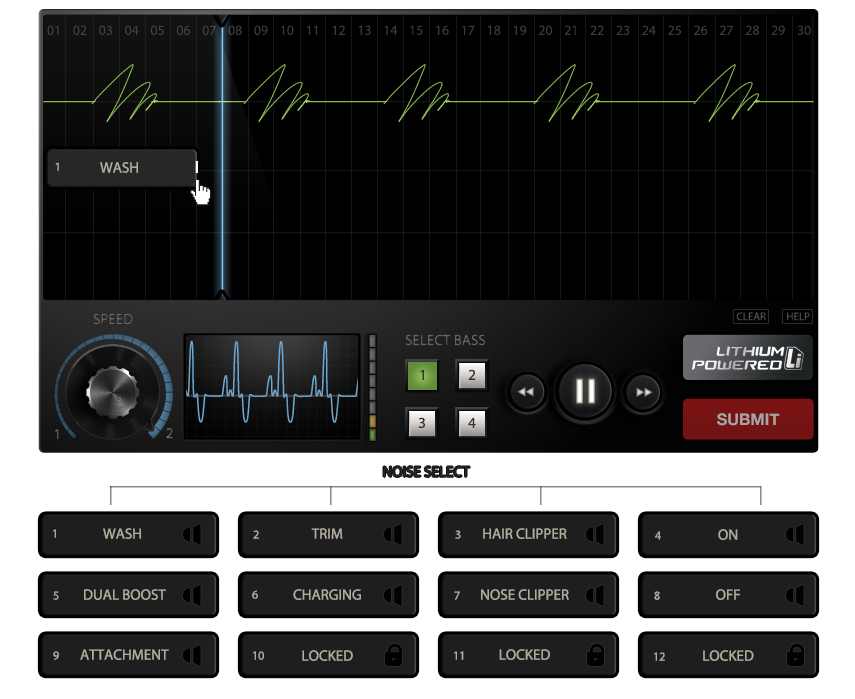 01 02 03 04 05 06 07 08 09 10 11 12 13 14 15 16 17 18 19 20 21 22 23 24 25 26 27 28 29 30
1 WASH
SPEED
1 2
SELECT BASS
1 2
3 4
CLEAR HELP
LITHIUM
POWERED Li
SUBMIT
NOISE SELECT
1 WASH 2 TRIM 3 HAIR CLIPPER 4 ON
5 DUAL BOOST 6 CHARGING 7 NOSE CLIPPER 8 OFF
9 ATTACHMENT 10 LOCKED 11 LOCKED 12 LOCKED